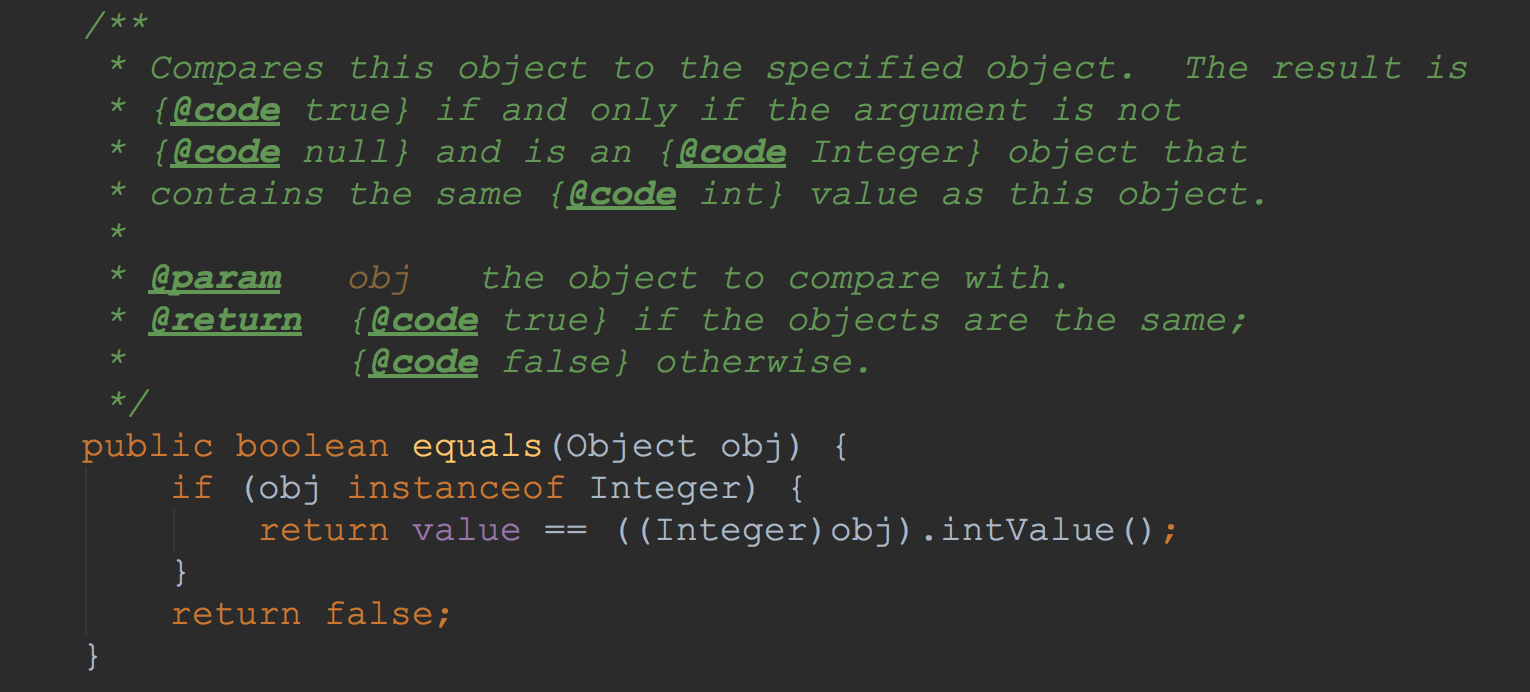 /**
 * Compares this object to the specified object.  The result is
 * {@code true} if and only if the argument is not
 * {@code null} and is an {@code Integer} object that
 * contains the same {@code int} value as this object.
 *
 * @param   obj   the object to compare with.
 * @return  {@code true} if the objects are the same;
 *          {@code false} otherwise.
 */
public boolean equals(Object obj) {
    if (obj instanceof Integer) {
        return value == ((Integer)obj).intValue();
    }
    return false;
}